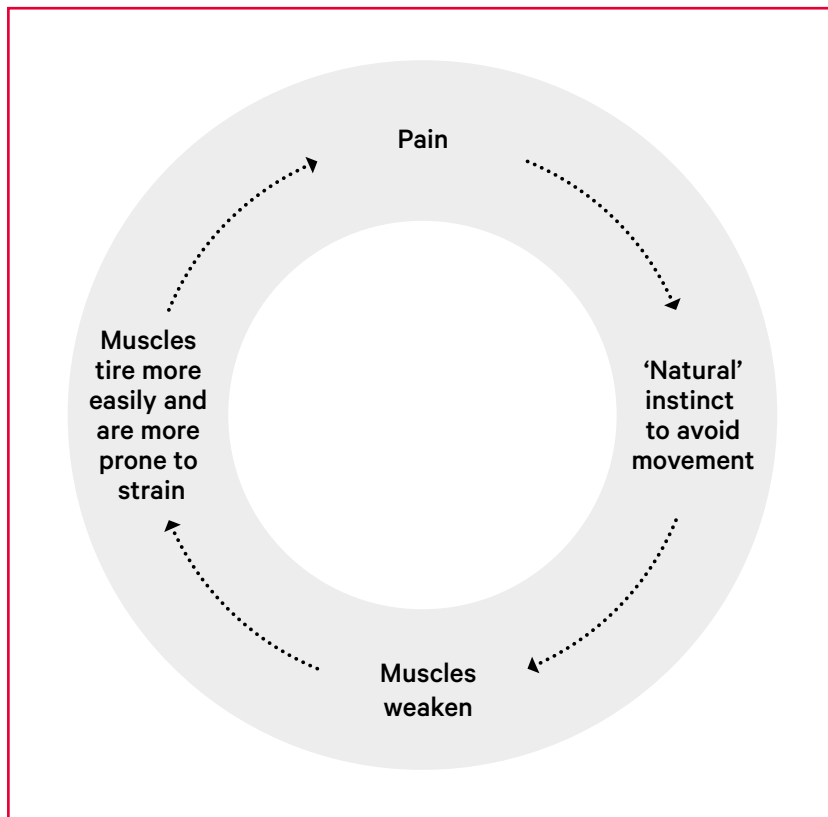 Pain
‘Natural’
instinct
to avoid
movement
Muscles
weaken
Muscles
tire more
easily and
are more
prone to
strain